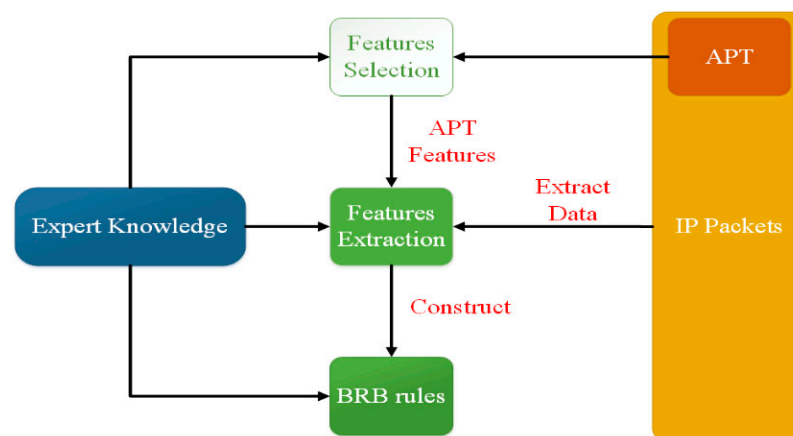 Features
Selection
APT
APT
Features
Expert Knowledge
Features
Extraction
Extract
Data
IP Packets
Construct
BRB rules